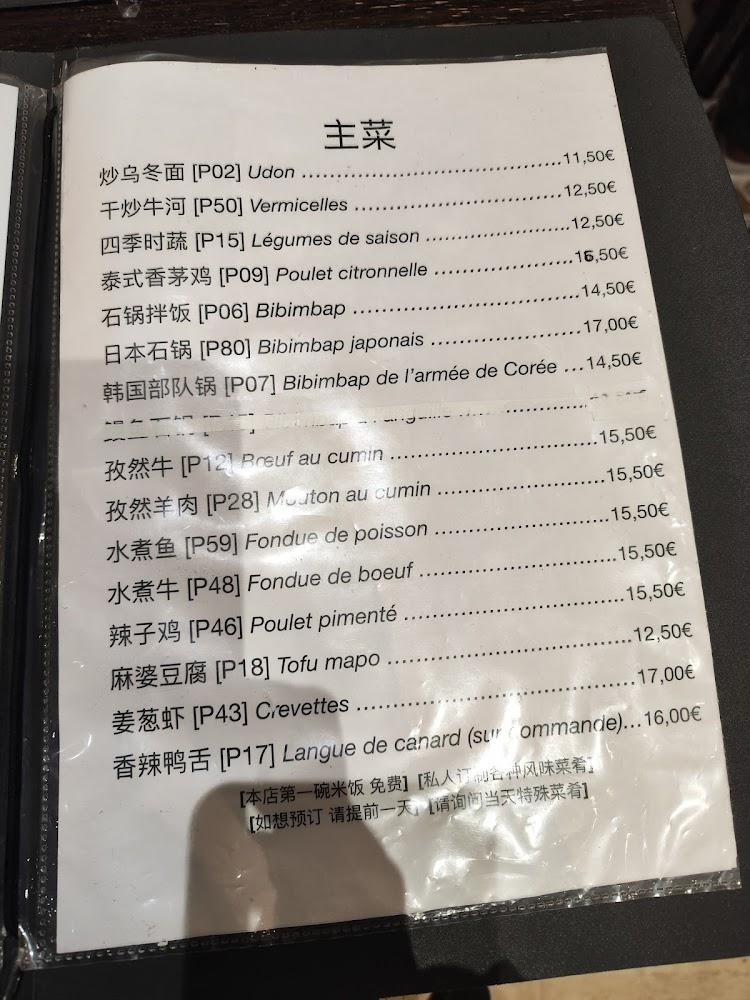 主菜
炒乌冬面 [P02] Udon ........................................11,50€
干炒牛河 [P50] Vermicelles ................................12,50€
四季时蔬 [P15] Légumes de saison ......................12,50€
泰式香茅鸡 [P09] Poulet citronnelle ......................16,50€
石锅拌饭 [P06] Bibimbap ....................................14,50€
日本石锅 [P80] Bibimbap japonais ........................17,00€
韩国部队锅 [P07] Bibimbap de l'armée de Corée ...14,50€
孜然牛 [P12] Bœuf au cumin ................................15,50€
孜然羊肉 [P28] Mouton au cumin ..........................15,50€
水煮鱼 [P59] Fondue de poisson ..........................15,50€
水煮牛 [P48] Fondue de boeuf .............................15,50€
辣子鸡 [P46] Poulet pimenté ................................15,50€
麻婆豆腐 [P18] Tofu mapo ...................................12,50€
姜葱虾 [P43] Crevettes .......................................17,00€
香辣鸭舌 [P17] Langue de canard (sur commande)...16,00€
[本店第一碗米饭 免费] [私人订制各种风味菜肴]
[如想预订 请提前一天] [请询问当天特殊菜肴]